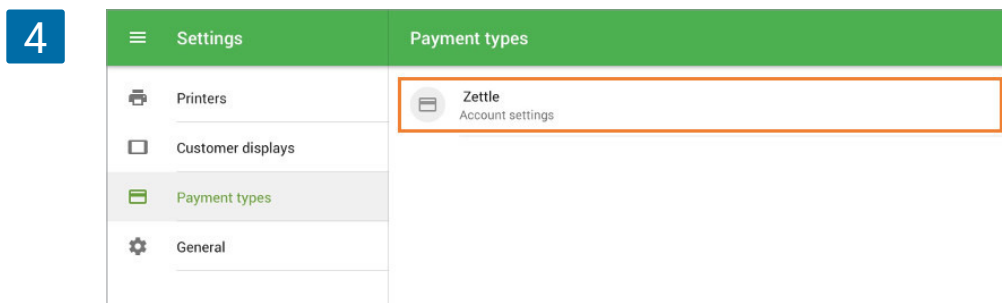 4
Settings
Payment types
Printers
Customer displays
Payment types
General
Zettle
Account settings